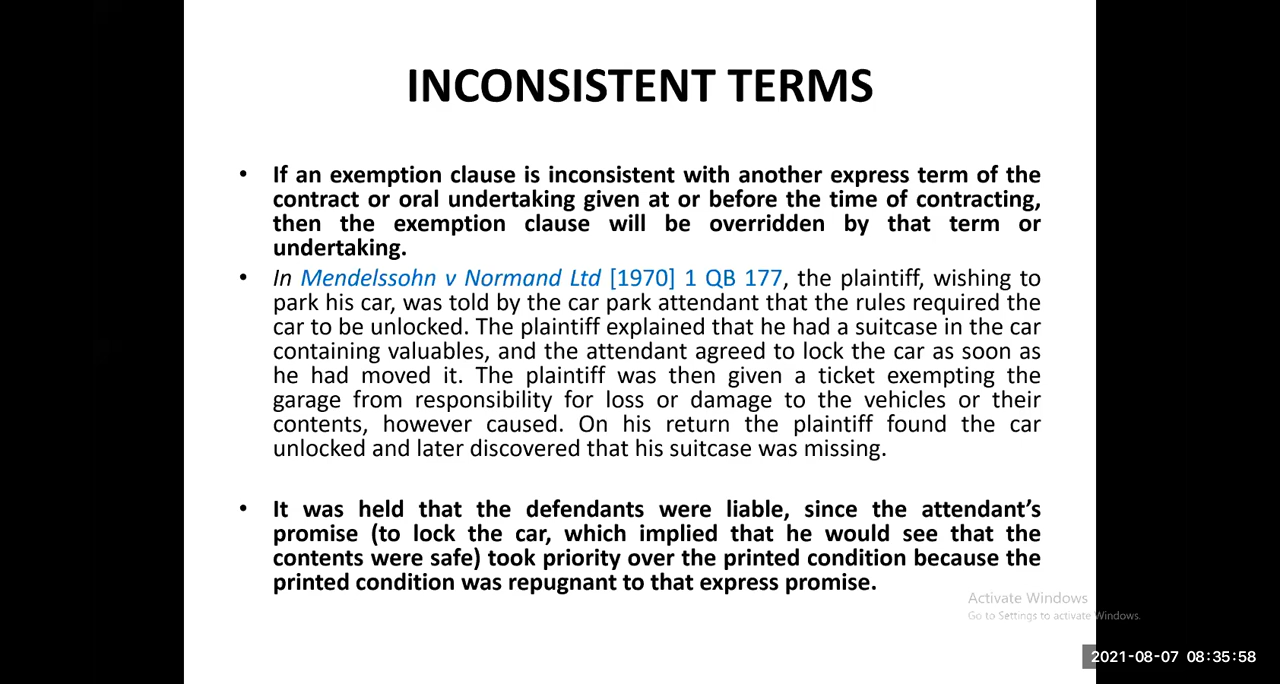 INCONSISTENT TERMS
• If an exemption clause is inconsistent with another express term of the
contract or oral undertaking given at or before the time of contracting,
then the exemption clause will be overridden by that term or
undertaking.
• In Mendelssohn v Normand Ltd [1970] 1 QB 177, the plaintiff, wishing to
park his car, was told by the car park attendant that the rules required the
car to be unlocked. The plaintiff explained that he had a suitcase in the car
containing valuables, and the attendant agreed to lock the car as soon as
he had moved it. The plaintiff was then given a ticket exempting the
garage from responsibility for loss or damage to the vehicles or their
contents, however caused. On his return the plaintiff found the car
unlocked and later discovered that his suitcase was missing.
• It was held that the defendants were liable, since the attendant’s
promise (to lock the car, which implied that he would see that the
contents were safe) took priority over the printed condition because the
printed condition was repugnant to that express promise.
Activate Windows
Go to Settings to activate Windows.
2021-08-07 08:35:58